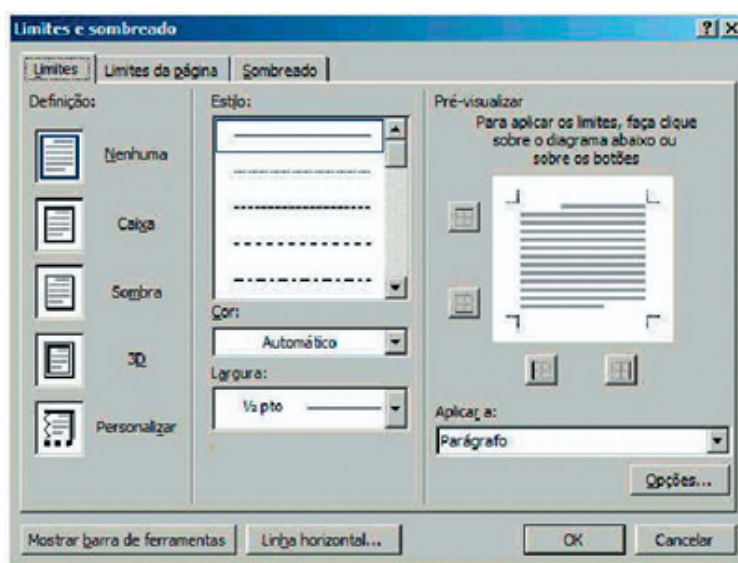 Limites e sombreado
Limites
Limites da página
Sombreado
Definição:
Nenhuma
Caixa
Sombra
3D
Personalizar
Estilo:
Cor:
Automático
Largura:
½ pto
Pré-visualizar
Para aplicar os limites, faça clique
sobre o diagrama abaixo ou
sobre os botões
Aplicar a:
Parágrafo
Opções...
Mostrar barra de ferramentas
Linha horizontal...
OK
Cancelar